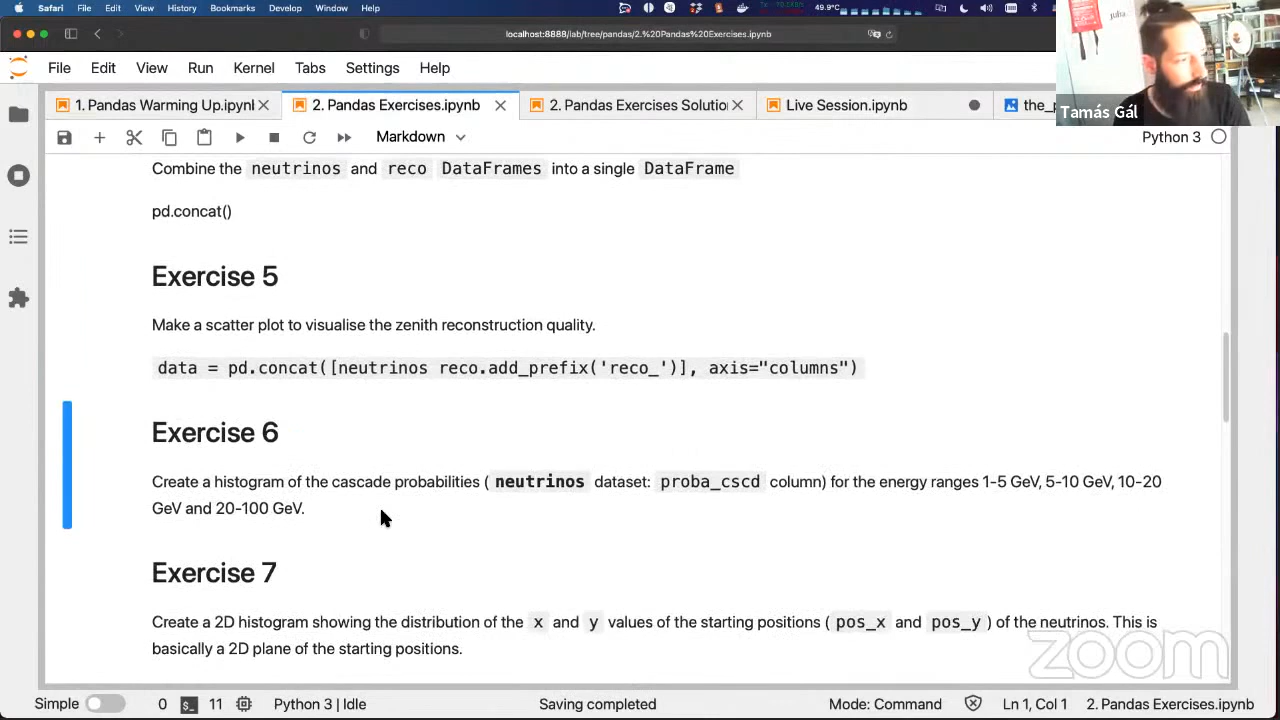 Safari File Edit View History Bookmarks Develop Window Help
49.9°C
localhost:8888/lab/tree/pandas/2.%20Pandas%20Exercises.ipynb
File Edit View Run Kernel Tabs Settings Help
1. Pandas Warming Up.ipynl
2. Pandas Exercises.ipynb
2. Pandas Exercises Solutio
Live Session.ipynb
the_p
Tamás Gál
Markdown
Python 3
Combine the neutrinos and reco DataFrames into a single DataFrame
pd.concat()
Exercise 5
Make a scatter plot to visualise the zenith reconstruction quality.
data = pd.concat([neutrinos reco.add_prefix('reco_')], axis="columns")
Exercise 6
Create a histogram of the cascade probabilities ( neutrinos dataset: proba_cscd column) for the energy ranges 1-5 GeV, 5-10 GeV, 10-20
GeV and 20-100 GeV.
Exercise 7
Create a 2D histogram showing the distribution of the x and y values of the starting positions ( pos_x and pos_y ) of the neutrinos. This is
basically a 2D plane of the starting positions.
zoom
Simple 0 11 Python 3 | Idle Saving completed Mode: Command Ln 1, Col 1 2. Pandas Exercises.ipynb